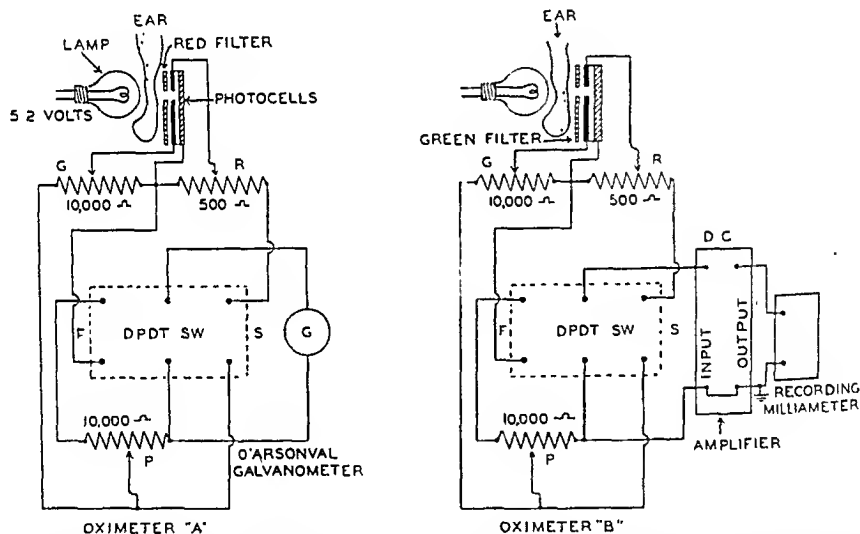 EAR
LAMP
RED FILTER
PHOTOCELLS
5.2 VOLTS
G
R
10,000 Ω
500 Ω
F
DPDT SW
S
G
10,000 Ω
P
D'ARSONVAL
GALVANOMETER
OXIMETER "A"
EAR
GREEN FILTER
G
R
10,000 Ω
500 Ω
D C
F
DPDT SW
S
INPUT
OUTPUT
RECORDING
MILLIAMETER
10,000 Ω
P
AMPLIFIER
OXIMETER "B"